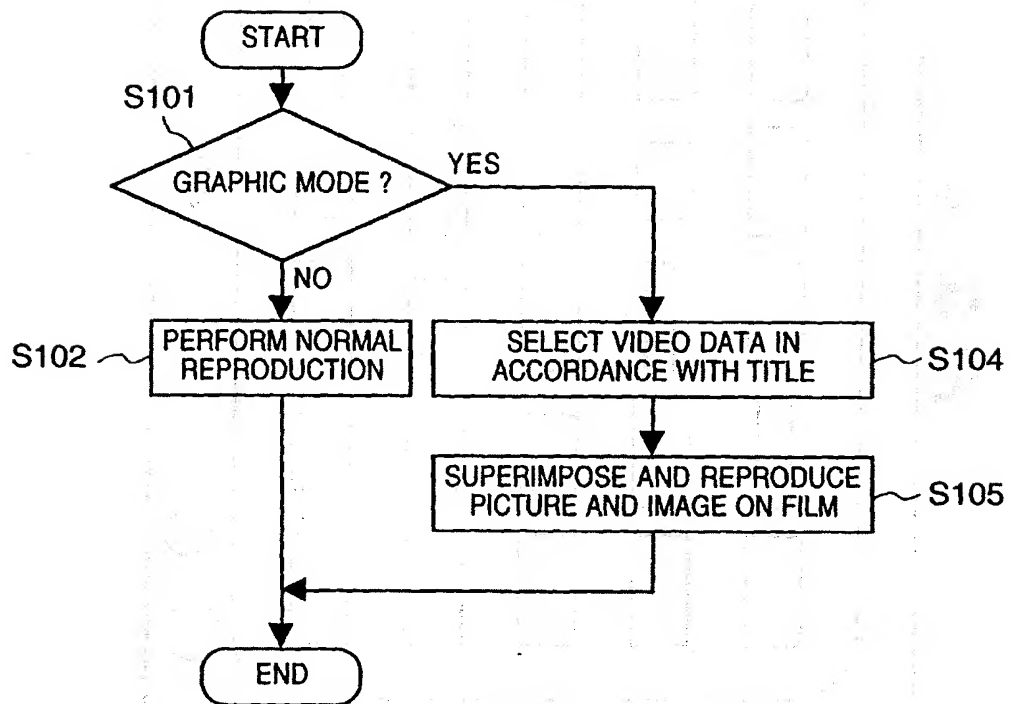 START
S101
GRAPHIC MODE ?
YES
NO
S102
PERFORM NORMAL
REPRODUCTION
SELECT VIDEO DATA IN
ACCORDANCE WITH TITLE
S104
SUPERIMPOSE AND REPRODUCE
PICTURE AND IMAGE ON FILM
S105
END